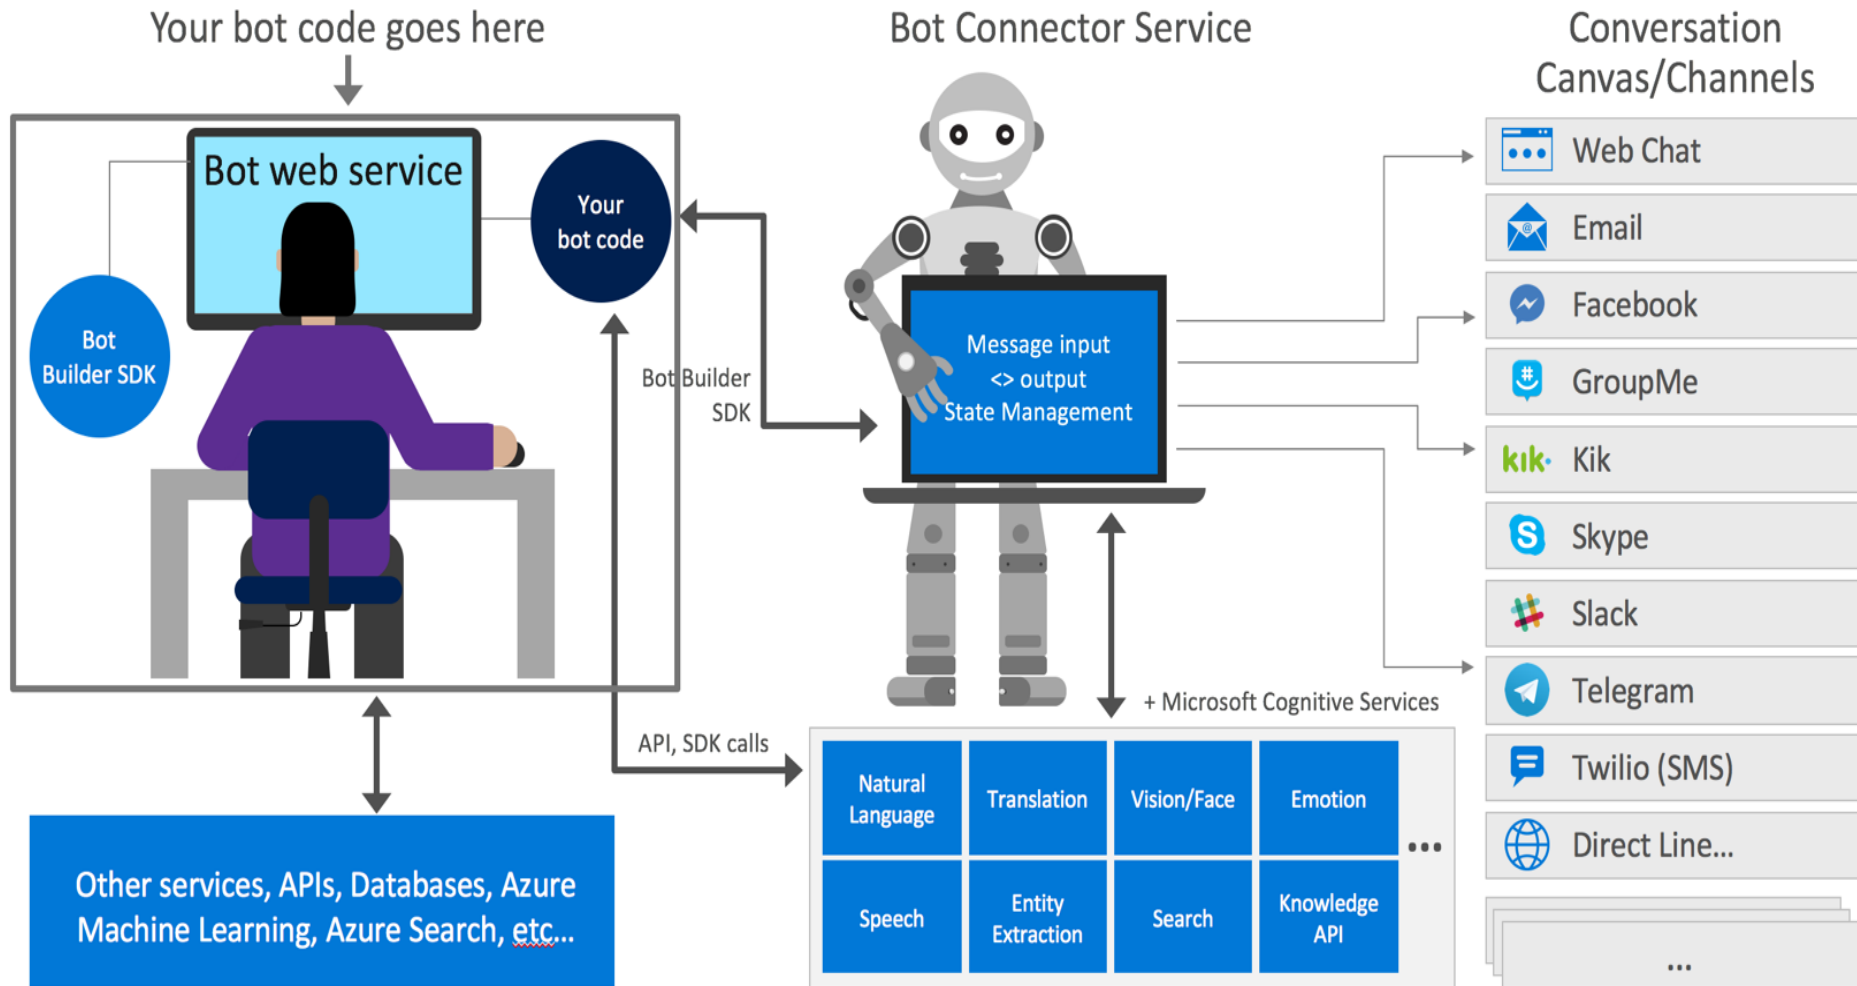 Your bot code goes here
Bot web service
Your
bot code
Bot
Builder SDK
Bot Builder
SDK
API, SDK calls
Other services, APIs, Databases, Azure
Machine Learning, Azure Search, etc...
Bot Connector Service
Message input
<> output
State Management
+ Microsoft Cognitive Services
Natural
Language
Translation
Vision/Face
Emotion
...
Speech
Entity
Extraction
Search
Knowledge
API
Conversation
Canvas/Channels
Web Chat
@
Email
Facebook
#
GroupMe
kik.
Kik
S
Skype
Slack
Telegram
Twilio (SMS)
Direct Line...
...